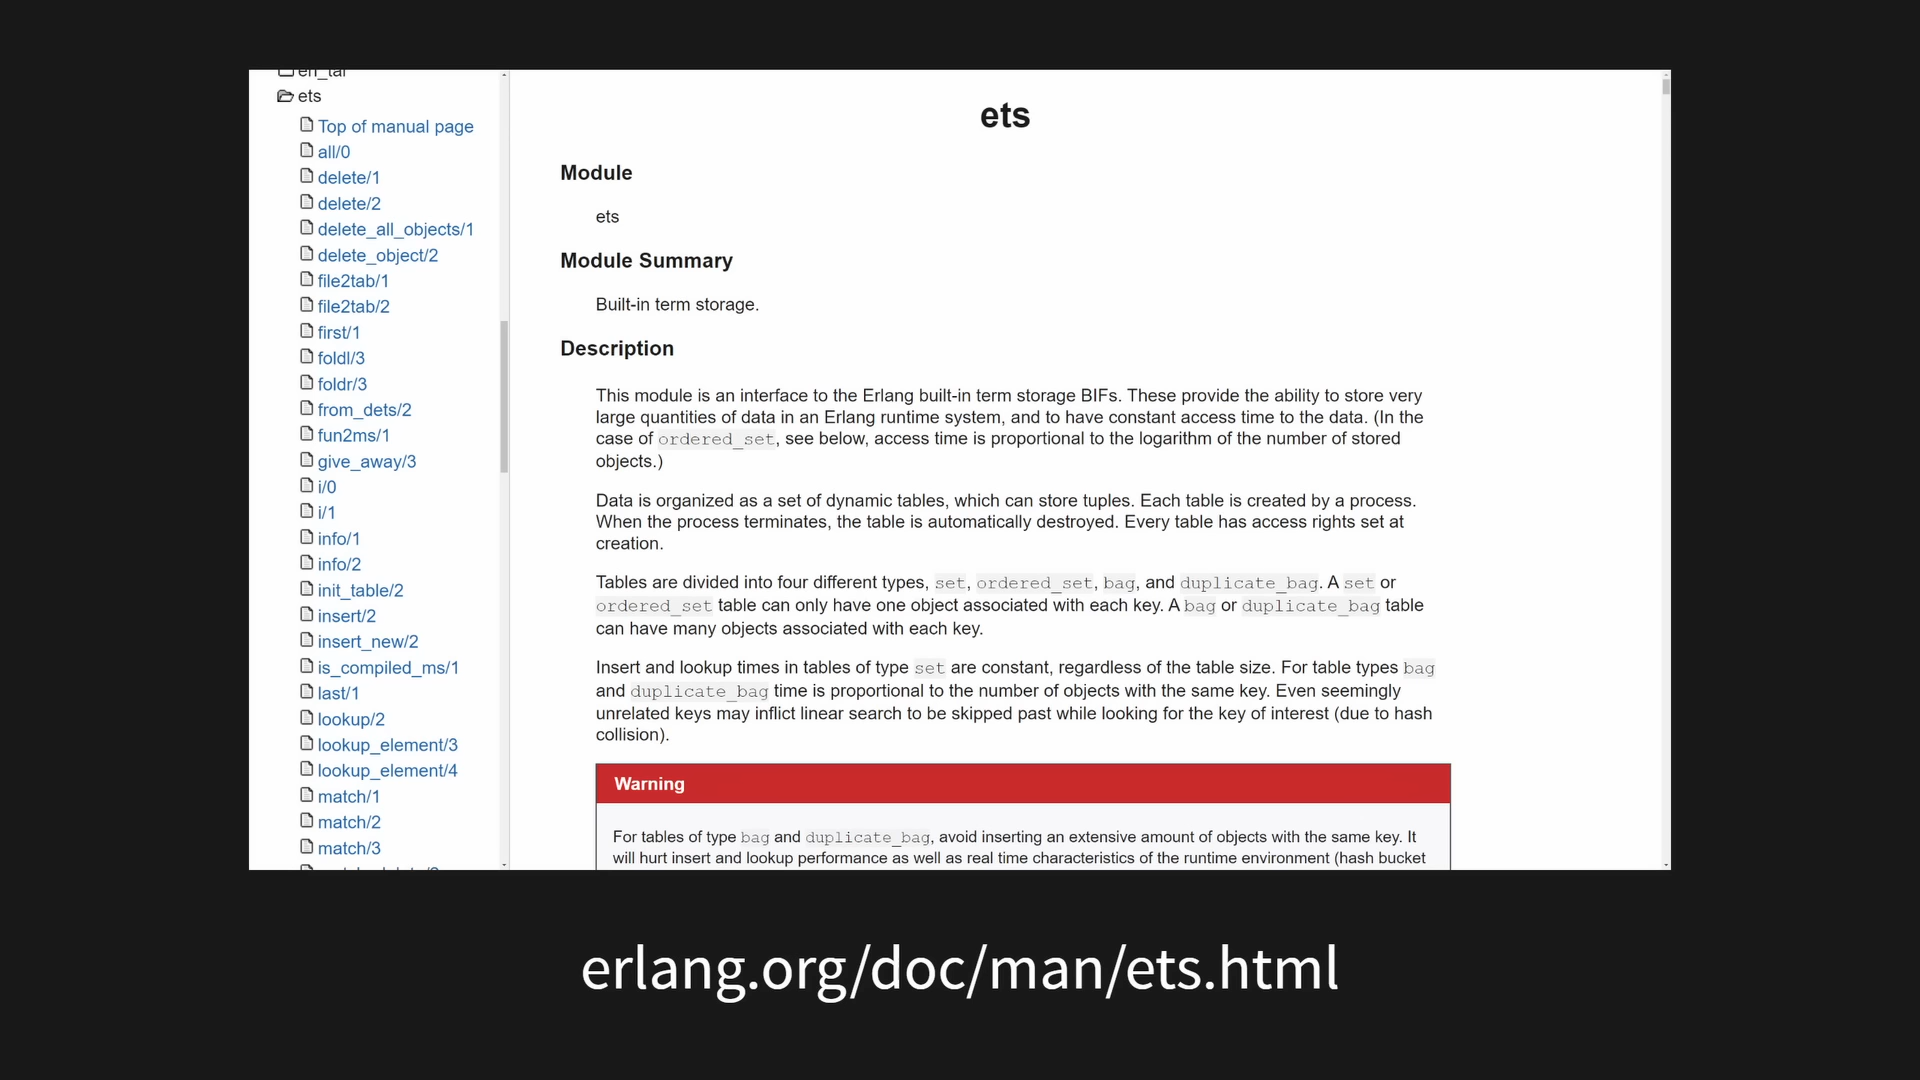 err_tar
ets
Top of manual page
all/0
delete/1
delete/2
delete_all_objects/1
delete_object/2
file2tab/1
file2tab/2
first/1
foldl/3
foldr/3
from_dets/2
fun2ms/1
give_away/3
i/0
i/1
info/1
info/2
init_table/2
insert/2
insert_new/2
is_compiled_ms/1
last/1
lookup/2
lookup_element/3
lookup_element/4
match/1
match/2
match/3
ets
Module
ets
Module Summary
Built-in term storage.
Description
This module is an interface to the Erlang built-in term storage BIFs. These provide the ability to store very
large quantities of data in an Erlang runtime system, and to have constant access time to the data. (In the
case of ordered_set, see below, access time is proportional to the logarithm of the number of stored
objects.)
Data is organized as a set of dynamic tables, which can store tuples. Each table is created by a process.
When the process terminates, the table is automatically destroyed. Every table has access rights set at
creation.
Tables are divided into four different types, set, ordered_set, bag, and duplicate_bag. A set or
ordered_set table can only have one object associated with each key. A bag or duplicate_bag table
can have many objects associated with each key.
Insert and lookup times in tables of type set are constant, regardless of the table size. For table types bag
and duplicate_bag time is proportional to the number of objects with the same key. Even seemingly
unrelated keys may inflict linear search to be skipped past while looking for the key of interest (due to hash
collision).
Warning
For tables of type bag and duplicate_bag, avoid inserting an extensive amount of objects with the same key. It
will hurt insert and lookup performance as well as real time characteristics of the runtime environment (hash bucket
erlang.org/doc/man/ets.html